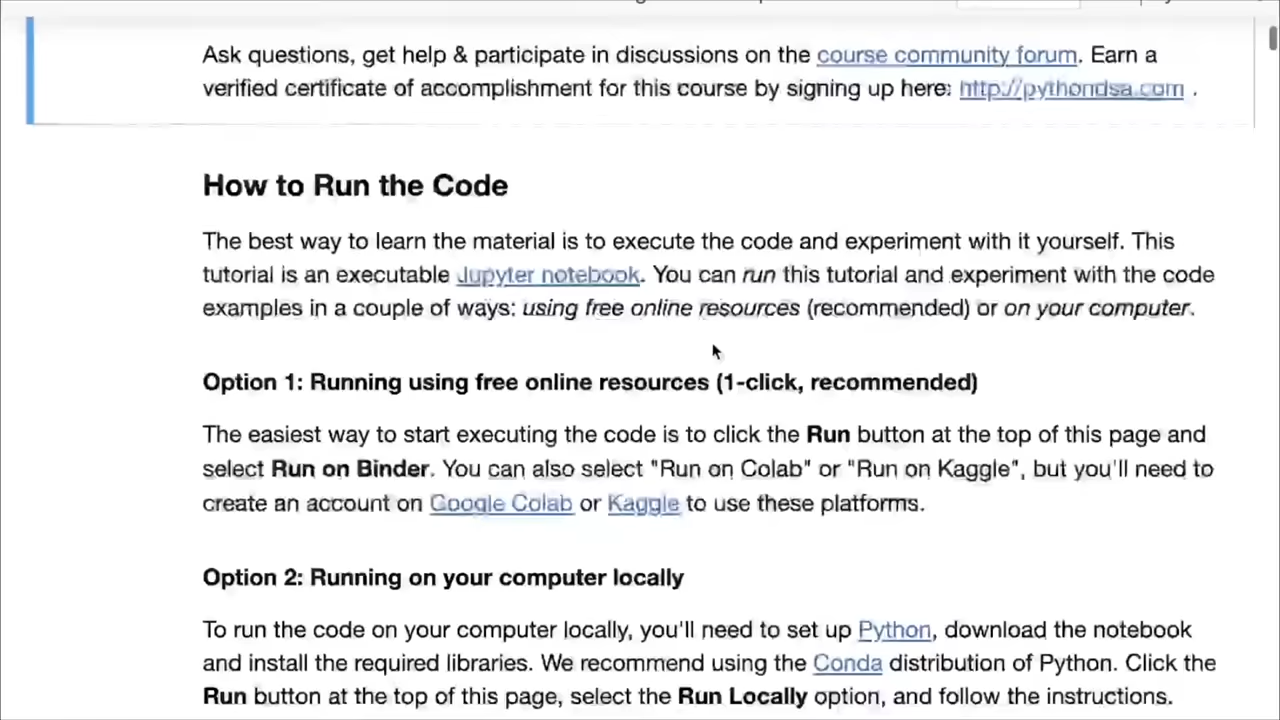 Ask questions, get help & participate in discussions on the course community forum. Earn a
verified certificate of accomplishment for this course by signing up here: http://pythondsa.com .
How to Run the Code
The best way to learn the material is to execute the code and experiment with it yourself. This
tutorial is an executable Jupyter notebook. You can run this tutorial and experiment with the code
examples in a couple of ways: using free online resources (recommended) or on your computer.
Option 1: Running using free online resources (1-click, recommended)
The easiest way to start executing the code is to click the Run button at the top of this page and
select Run on Binder. You can also select "Run on Colab" or "Run on Kaggle", but you'll need to
create an account on Google Colab or Kaggle to use these platforms.
Option 2: Running on your computer locally
To run the code on your computer locally, you'll need to set up Python, download the notebook
and install the required libraries. We recommend using the Conda distribution of Python. Click the
Run button at the top of this page, select the Run Locally option, and follow the instructions.